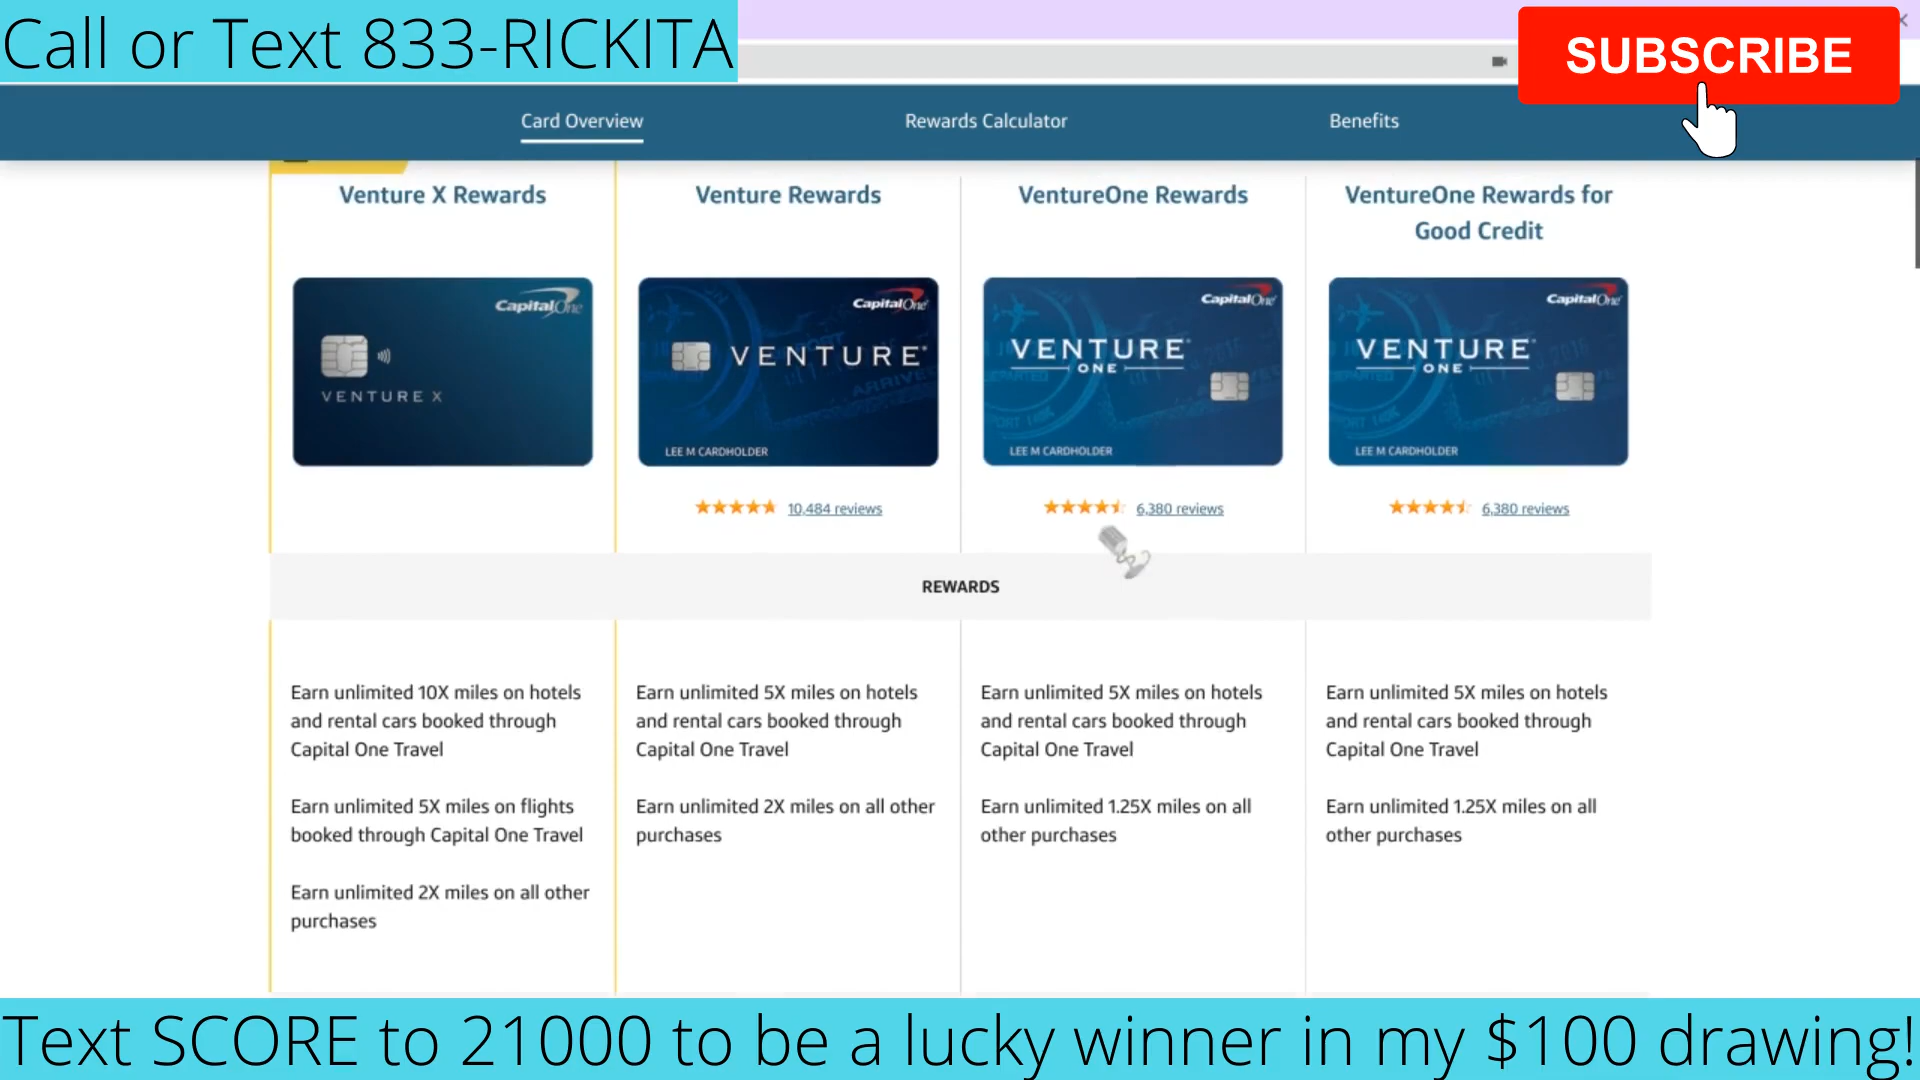 Call or Text 833-RICKITA
SUBSCRIBE
Card Overview
Rewards Calculator
Benefits
Venture X Rewards
Venture Rewards
VentureOne Rewards
VentureOne Rewards for
Good Credit
Capital One
VENTURE X
Capital One
VENTURE
ARRIVE
LEE M CARDHOLDER
Capital One
VENTURE
ONE
LEE M CARDHOLDER
Capital One
VENTURE
ONE
LEE M CARDHOLDER
10,484 reviews
6,380 reviews
6,380 reviews
REWARDS
Earn unlimited 10X miles on hotels
and rental cars booked through
Capital One Travel
Earn unlimited 5X miles on flights
booked through Capital One Travel
Earn unlimited 2X miles on all other
purchases
Earn unlimited 5X miles on hotels
and rental cars booked through
Capital One Travel
Earn unlimited 2X miles on all other
purchases
Earn unlimited 5X miles on hotels
and rental cars booked through
Capital One Travel
Earn unlimited 1.25X miles on all
other purchases
Earn unlimited 5X miles on hotels
and rental cars booked through
Capital One Travel
Earn unlimited 1.25X miles on all
other purchases
Text SCORE to 21000 to be a lucky winner in my $100 drawing!